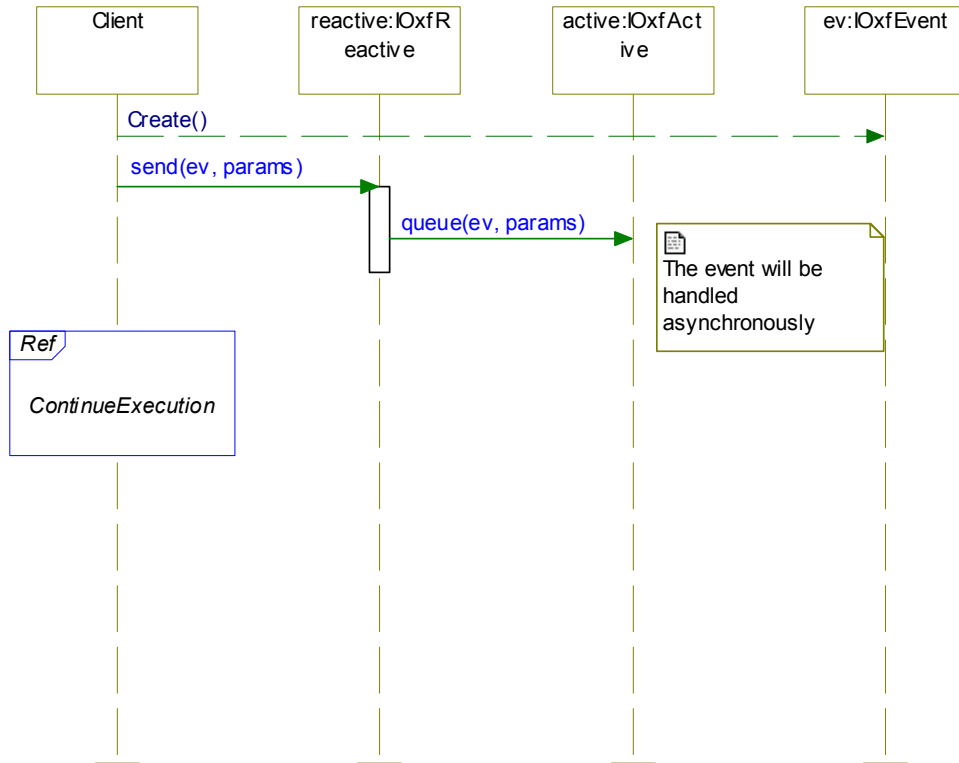 Client
reactive:IOxfR
eactive
active:IOxfAct
ive
ev:IOxfEvent
Create()
send(ev, params)
queue(ev, params)
The event will be
handled
asynchronously
Ref
ContinueExecution